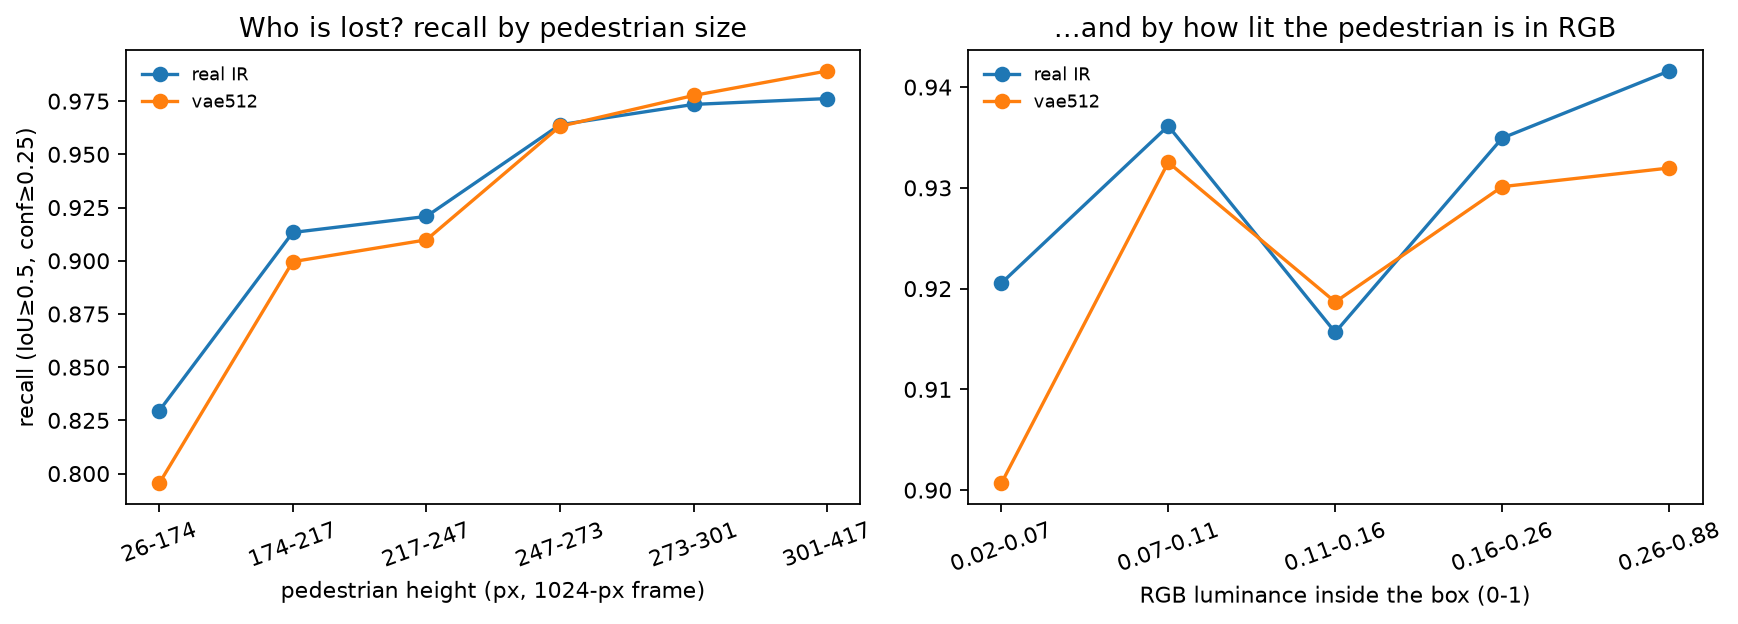 Who is lost? recall by pedestrian size
real IR
vae512
recall (IoU≥0.5, conf≥0.25)
0.975
0.950
0.925
0.900
0.875
0.850
0.825
0.800
26-174
174-217
217-247
247-273
273-301
301-417
pedestrian height (px, 1024-px frame)
...and by how lit the pedestrian is in RGB
real IR
vae512
0.94
0.93
0.92
0.91
0.90
0.02-0.07
0.07-0.11
0.11-0.16
0.16-0.26
0.26-0.88
RGB luminance inside the box (0-1)